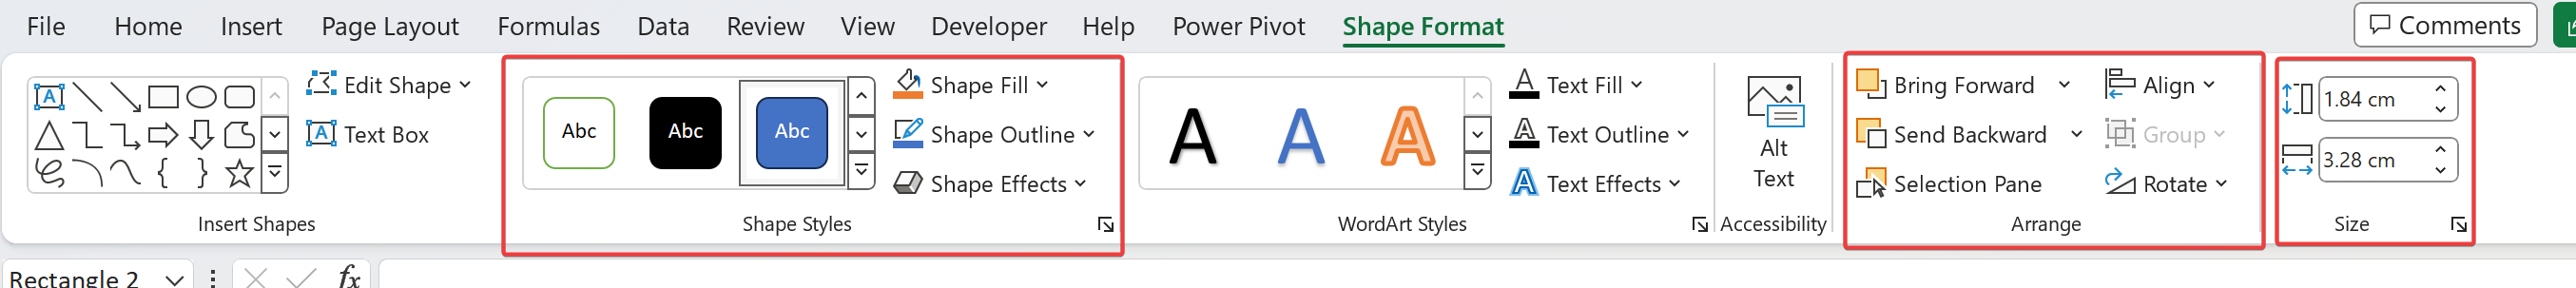 File Home Insert Page Layout Formulas Data Review View Developer Help Power Pivot Shape Format Comments
A Edit Shape
A Text Box
Insert Shapes
Abc Abc Abc
Shape Fill
Shape Outline
Shape Effects
Shape Styles
A A A
A Text Fill
A Text Outline
A Text Effects
WordArt Styles
Alt
Text
Accessibility
Bring Forward
Send Backward
Selection Pane
Align
Group
Rotate
Arrange
1.84 cm
3.28 cm
Size
Rectangle 2 fx